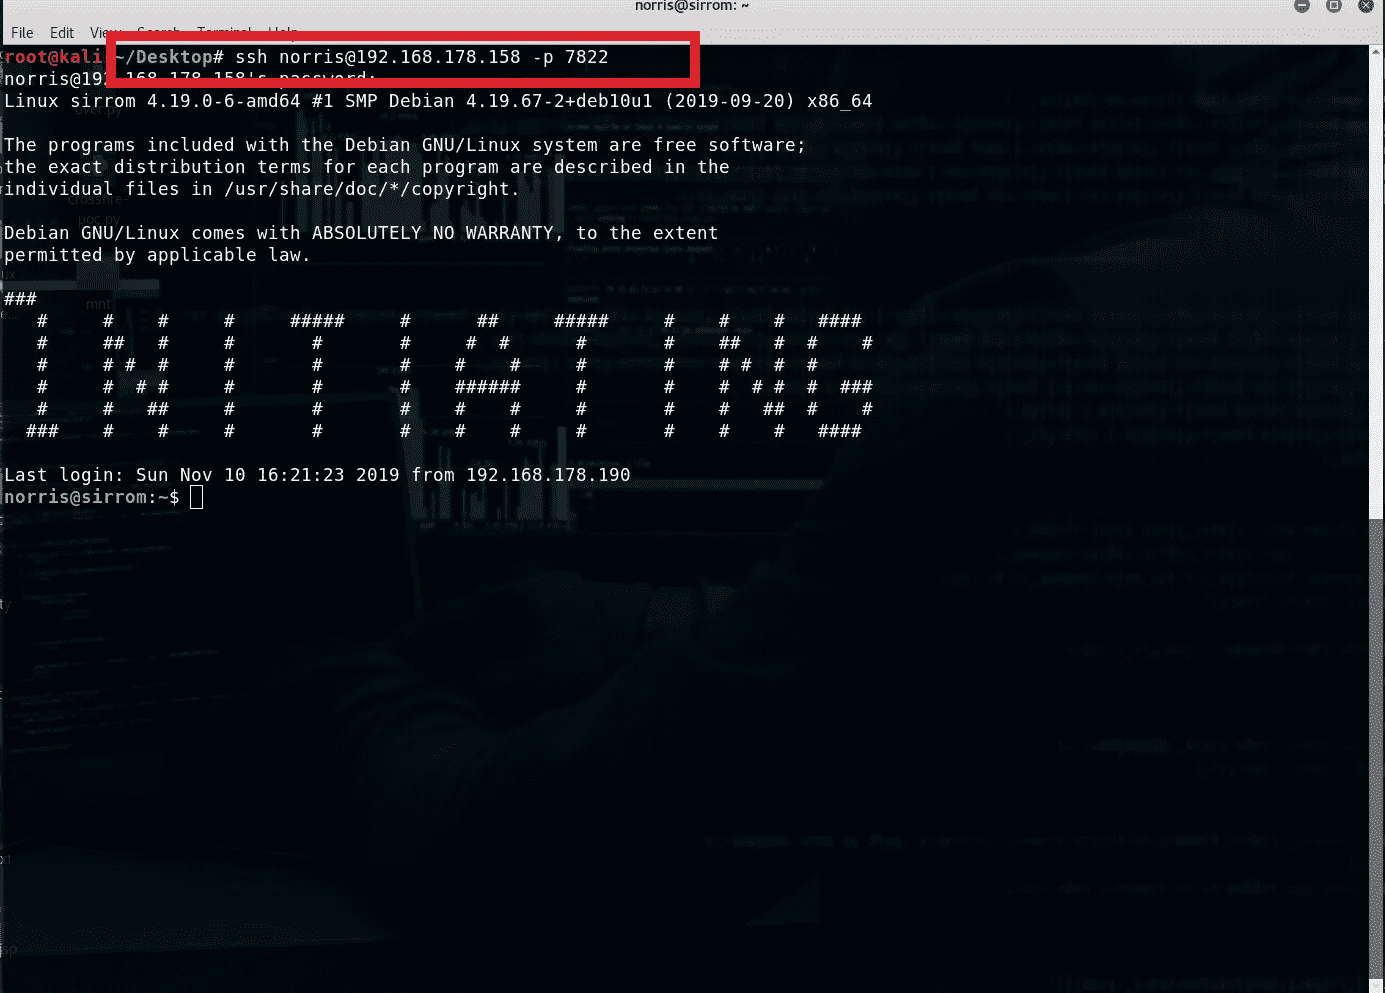 norris@sirrom: ~
File Edit View Search Terminal Help
root@kali:~/Desktop# ssh norris@192.168.178.158 -p 7822
norris@192.168.178.158's password:
Linux sirrom 4.19.0-6-amd64 #1 SMP Debian 4.19.67-2+deb10u1 (2019-09-20) x86_64
The programs included with the Debian GNU/Linux system are free software;
the exact distribution terms for each program are described in the
individual files in /usr/share/doc/*/copyright.
Debian GNU/Linux comes with ABSOLUTELY NO WARRANTY, to the extent
permitted by applicable law.
###
   #     #    #     #     #####     #      ##     #####     #    #    #   ####
   #     ##   #     #       #       #     #  #      #       #    ##   #  #    #
   #     # #  #     #       #       #    #    #     #       #    # #  #  #
   #     #  # #     #       #       #    ######     #       #    #  # #  #  ###
   #     #   ##     #       #       #    #    #     #       #    #   ##  #    #
  ###    #    #     #       #       #    #    #     #       #    #    #   ####
Last login: Sun Nov 10 16:21:23 2019 from 192.168.178.190
norris@sirrom:~$